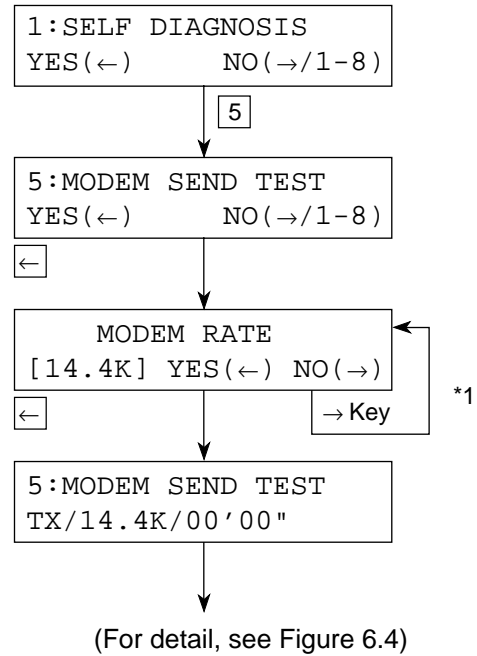 1:SELF DIAGNOSIS
YES(←) NO(→/1-8)
5
5:MODEM SEND TEST
YES(←) NO(→/1-8)
←
MODEM RATE
[14.4K] YES(←) NO(→)
←
→ Key
*1
5:MODEM SEND TEST
TX/14.4K/00'00"
(For detail, see Figure 6.4)